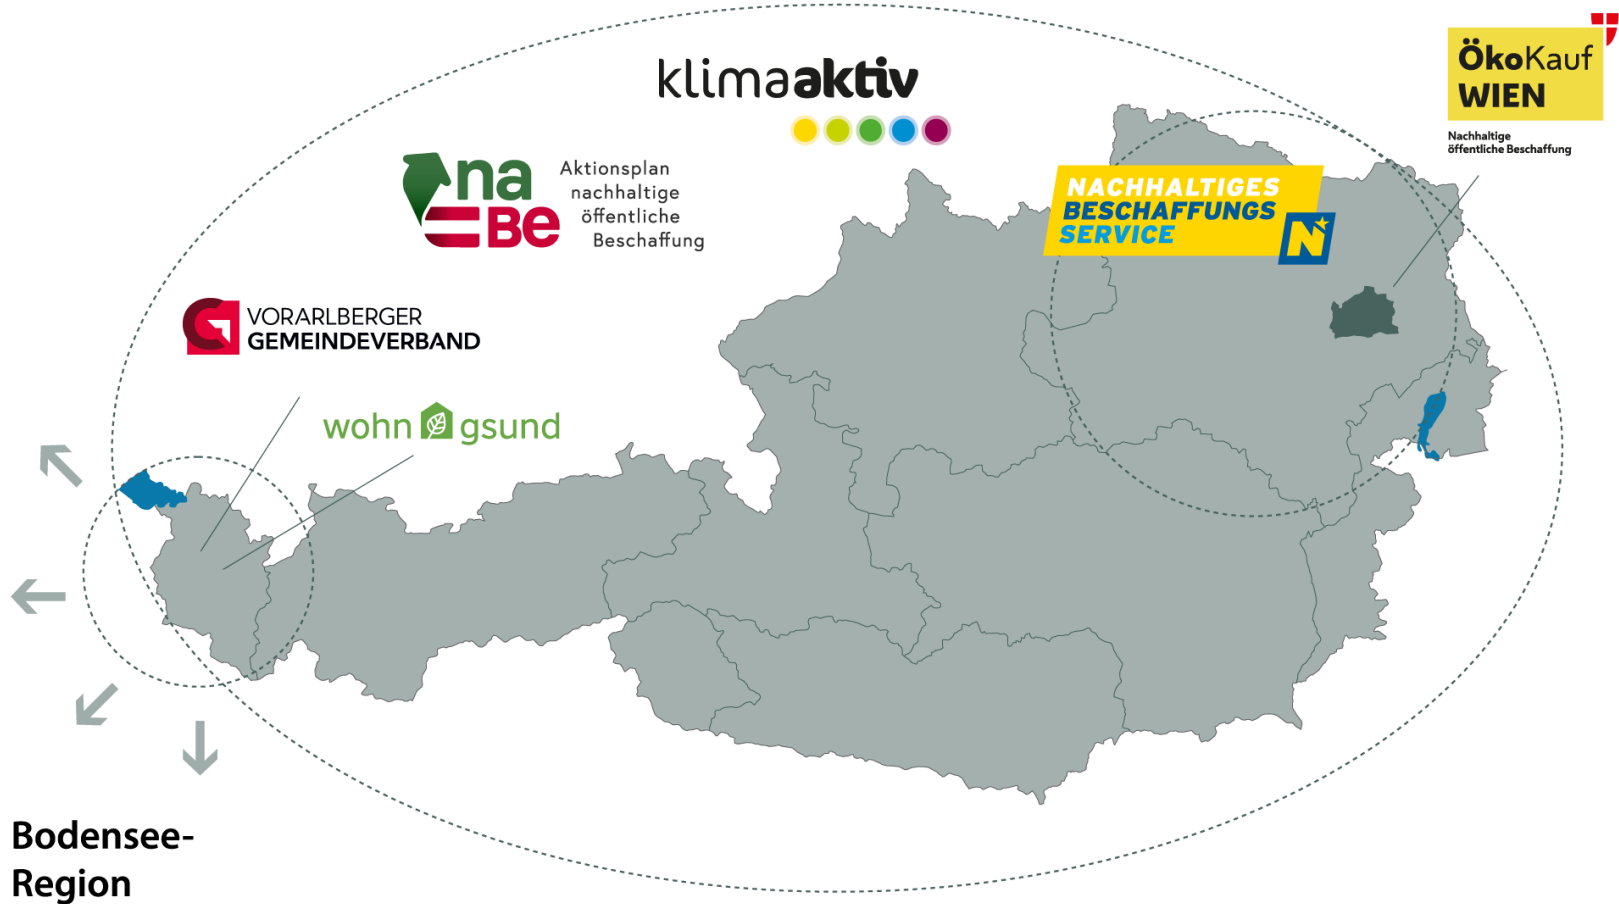 klimaaktiv
ÖkoKauf
WIEN
Nachhaltige
öffentliche Beschaffung
na
Be
Aktionsplan
nachhaltige
öffentliche
Beschaffung
NACHHALTIGES
BESCHAFFUNGS
SERVICE
N
VORARLBERGER
GEMEINDEVERBAND
wohn gsund
Bodensee-
Region